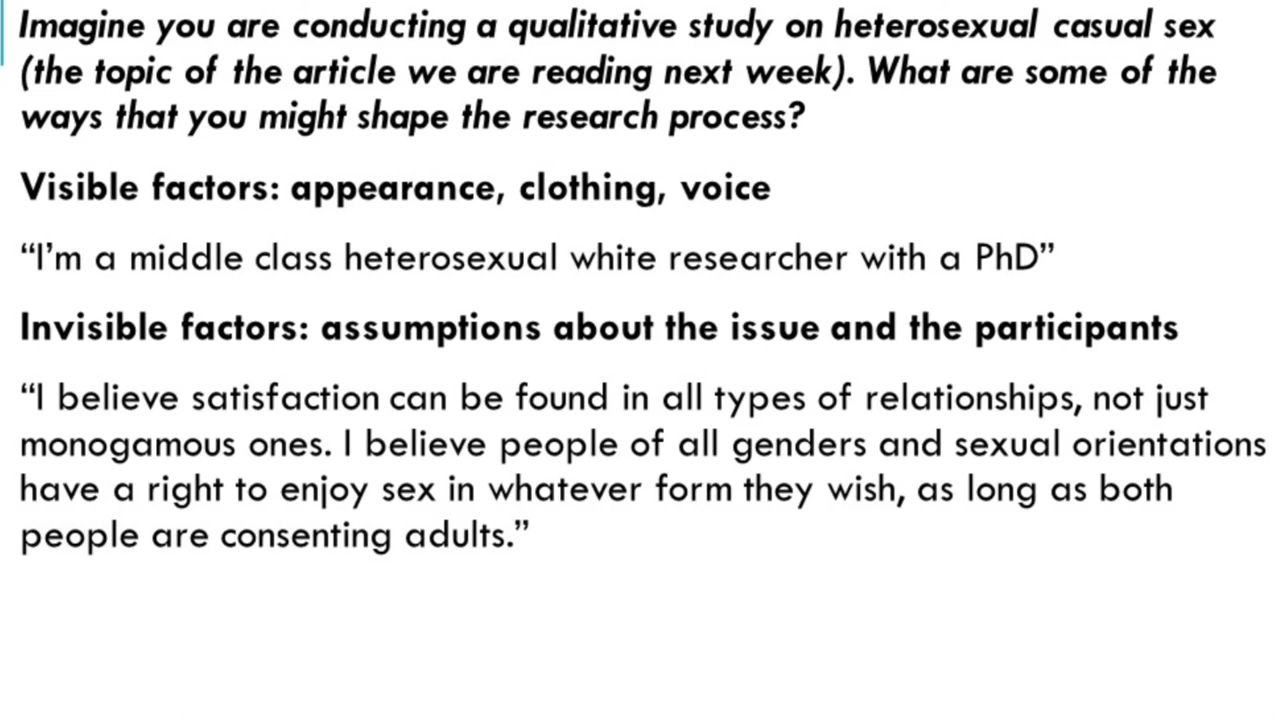 Imagine you are conducting a qualitative study on heterosexual casual sex
(the topic of the article we are reading next week). What are some of the
ways that you might shape the research process?
Visible factors: appearance, clothing, voice
“I’m a middle class heterosexual white researcher with a PhD”
Invisible factors: assumptions about the issue and the participants
“I believe satisfaction can be found in all types of relationships, not just
monogamous ones. I believe people of all genders and sexual orientations
have a right to enjoy sex in whatever form they wish, as long as both
people are consenting adults.”